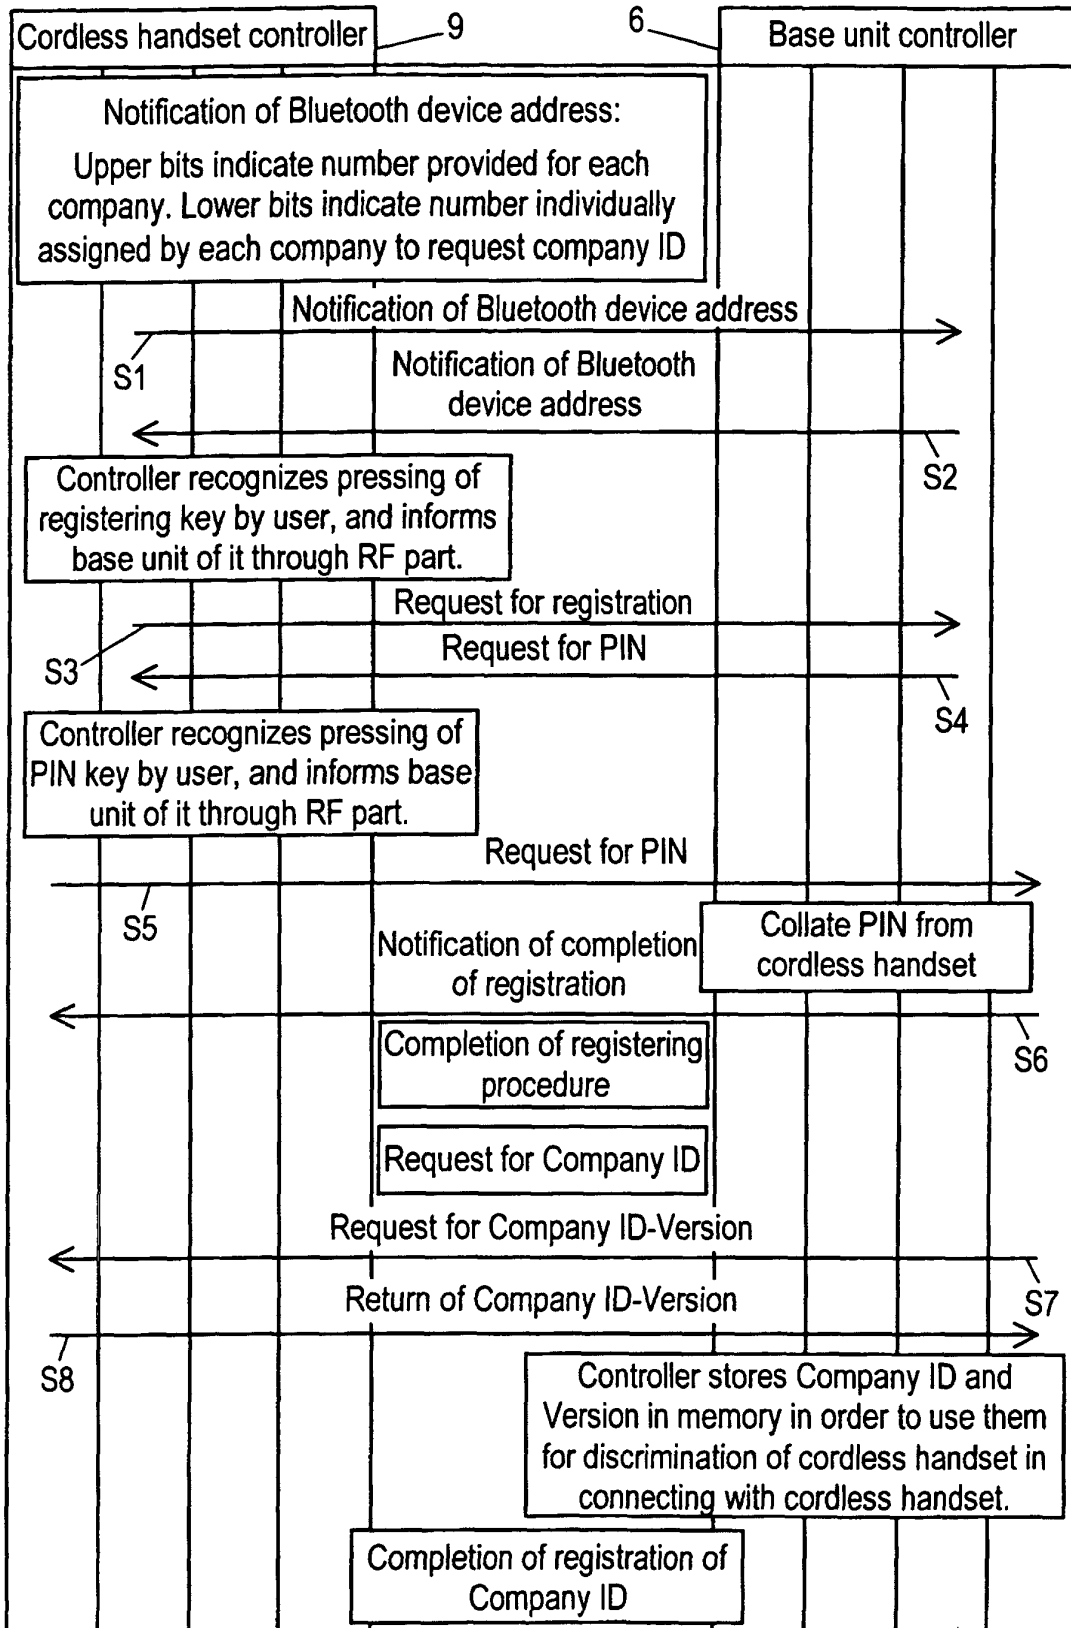 Cordless handset controller
9
6
Base unit controller
Notification of Bluetooth device address:
Upper bits indicate number provided for each
company. Lower bits indicate number individually
assigned by each company to request company ID
Notification of Bluetooth device address
S1
Notification of Bluetooth
device address
S2
Controller recognizes pressing of
registering key by user, and informs
base unit of it through RF part.
Request for registration
S3
Request for PIN
S4
Controller recognizes pressing of
PIN key by user, and informs base
unit of it through RF part.
Request for PIN
S5
Collate PIN from
cordless handset
Notification of completion
of registration
S6
Completion of registering
procedure
Request for Company ID
Request for Company ID-Version
S7
Return of Company ID-Version
S8
Controller stores Company ID and
Version in memory in order to use them
for discrimination of cordless handset in
connecting with cordless handset.
Completion of registration of
Company ID